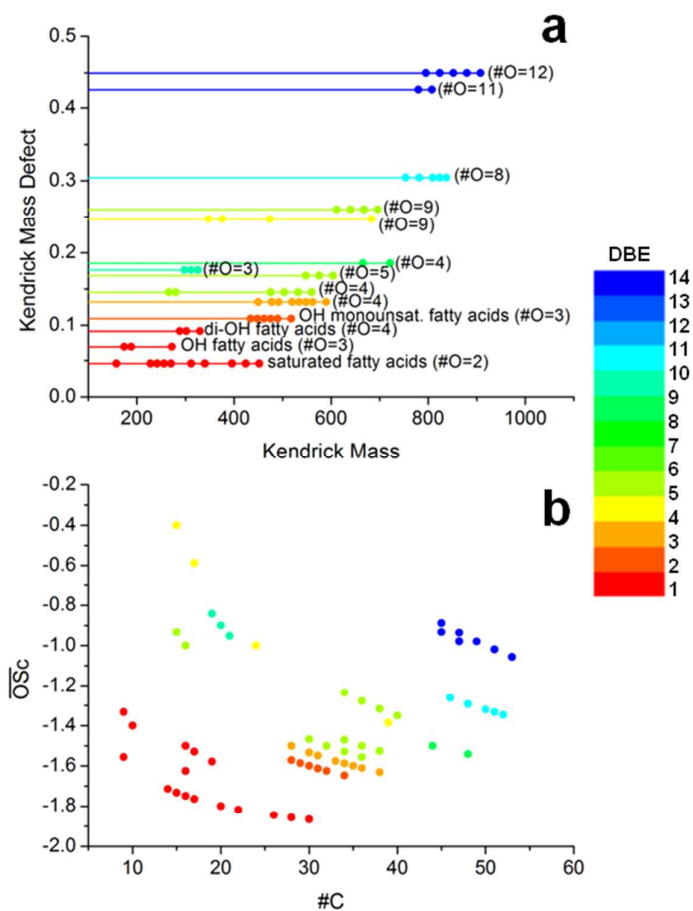 a
0.5
0.4
0.3
0.2
0.1
0.0
Kendrick Mass Defect
(#O=12)
(#O=11)
(#O=8)
(#O=9)
(#O=9)
(#O=4)
(#O=3)
(#O=5)
(#O=4)
(#O=4)
OH monounsat. fatty acids (#O=3)
di-OH fatty acids (#O=4)
OH fatty acids (#O=3)
saturated fatty acids (#O=2)
200 400 600 800 1000
Kendrick Mass
DBE
14
13
12
11
10
9
8
7
6
5
4
3
2
1
b
-0.2
-0.4
-0.6
-0.8
-1.0
-1.2
-1.4
-1.6
-1.8
-2.0
OSc
10 20 30 40 50 60
#C